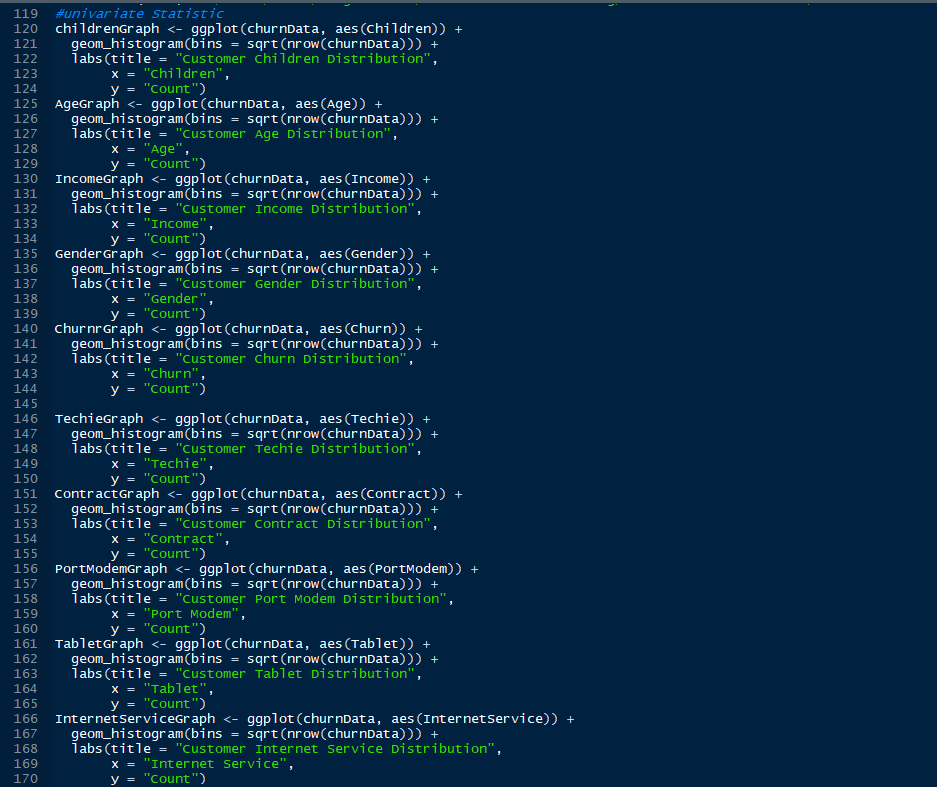 119 #univariate Statistic
120 childrenGraph <- ggplot(churnData, aes(Children)) +
121   geom_histogram(bins = sqrt(nrow(churnData))) +
122   labs(title = "Customer Children Distribution",
123        x = "Children",
124        y = "Count")
125 AgeGraph <- ggplot(churnData, aes(Age)) +
126   geom_histogram(bins = sqrt(nrow(churnData))) +
127   labs(title = "Customer Age Distribution",
128        x = "Age",
129        y = "Count")
130 IncomeGraph <- ggplot(churnData, aes(Income)) +
131   geom_histogram(bins = sqrt(nrow(churnData))) +
132   labs(title = "Customer Income Distribution",
133        x = "Income",
134        y = "Count")
135 GenderGraph <- ggplot(churnData, aes(Gender)) +
136   geom_histogram(bins = sqrt(nrow(churnData))) +
137   labs(title = "Customer Gender Distribution",
138        x = "Gender",
139        y = "Count")
140 ChurnrGraph <- ggplot(churnData, aes(Churn)) +
141   geom_histogram(bins = sqrt(nrow(churnData))) +
142   labs(title = "Customer Churn Distribution",
143        x = "Churn",
144        y = "Count")
145
146 TechieGraph <- ggplot(churnData, aes(Techie)) +
147   geom_histogram(bins = sqrt(nrow(churnData))) +
148   labs(title = "Customer Techie Distribution",
149        x = "Techie",
150        y = "Count")
151 ContractGraph <- ggplot(churnData, aes(Contract)) +
152   geom_histogram(bins = sqrt(nrow(churnData))) +
153   labs(title = "Customer Contract Distribution",
154        x = "Contract",
155        y = "Count")
156 PortModemGraph <- ggplot(churnData, aes(PortModem)) +
157   geom_histogram(bins = sqrt(nrow(churnData))) +
158   labs(title = "Customer Port Modem Distribution",
159        x = "Port Modem",
160        y = "Count")
161 TabletGraph <- ggplot(churnData, aes(Tablet)) +
162   geom_histogram(bins = sqrt(nrow(churnData))) +
163   labs(title = "Customer Tablet Distribution",
164        x = "Tablet",
165        y = "Count")
166 InternetServiceGraph <- ggplot(churnData, aes(InternetService)) +
167   geom_histogram(bins = sqrt(nrow(churnData))) +
168   labs(title = "Customer Internet Service Distribution",
169        x = "Internet Service",
170        y = "Count")